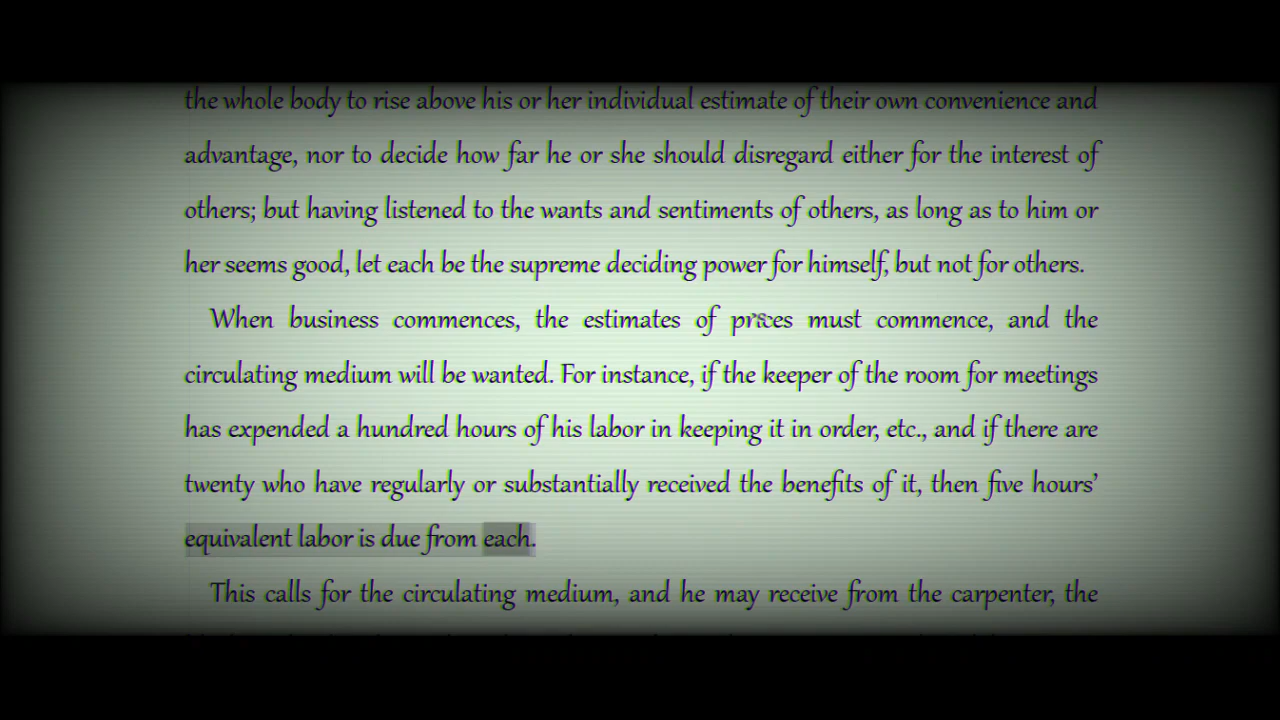 the whole body to rise above his or her individual estimate of their own convenience and
advantage, nor to decide how far he or she should disregard either for the interest of
others; but having listened to the wants and sentiments of others, as long as to him or
her seems good, let each be the supreme deciding power for himself, but not for others.
When business commences, the estimates of prices must commence, and the
circulating medium will be wanted. For instance, if the keeper of the room for meetings
has expended a hundred hours of his labor in keeping it in order, etc., and if there are
twenty who have regularly or substantially received the benefits of it, then five hours’
equivalent labor is due from each.
This calls for the circulating medium, and he may receive from the carpenter, the